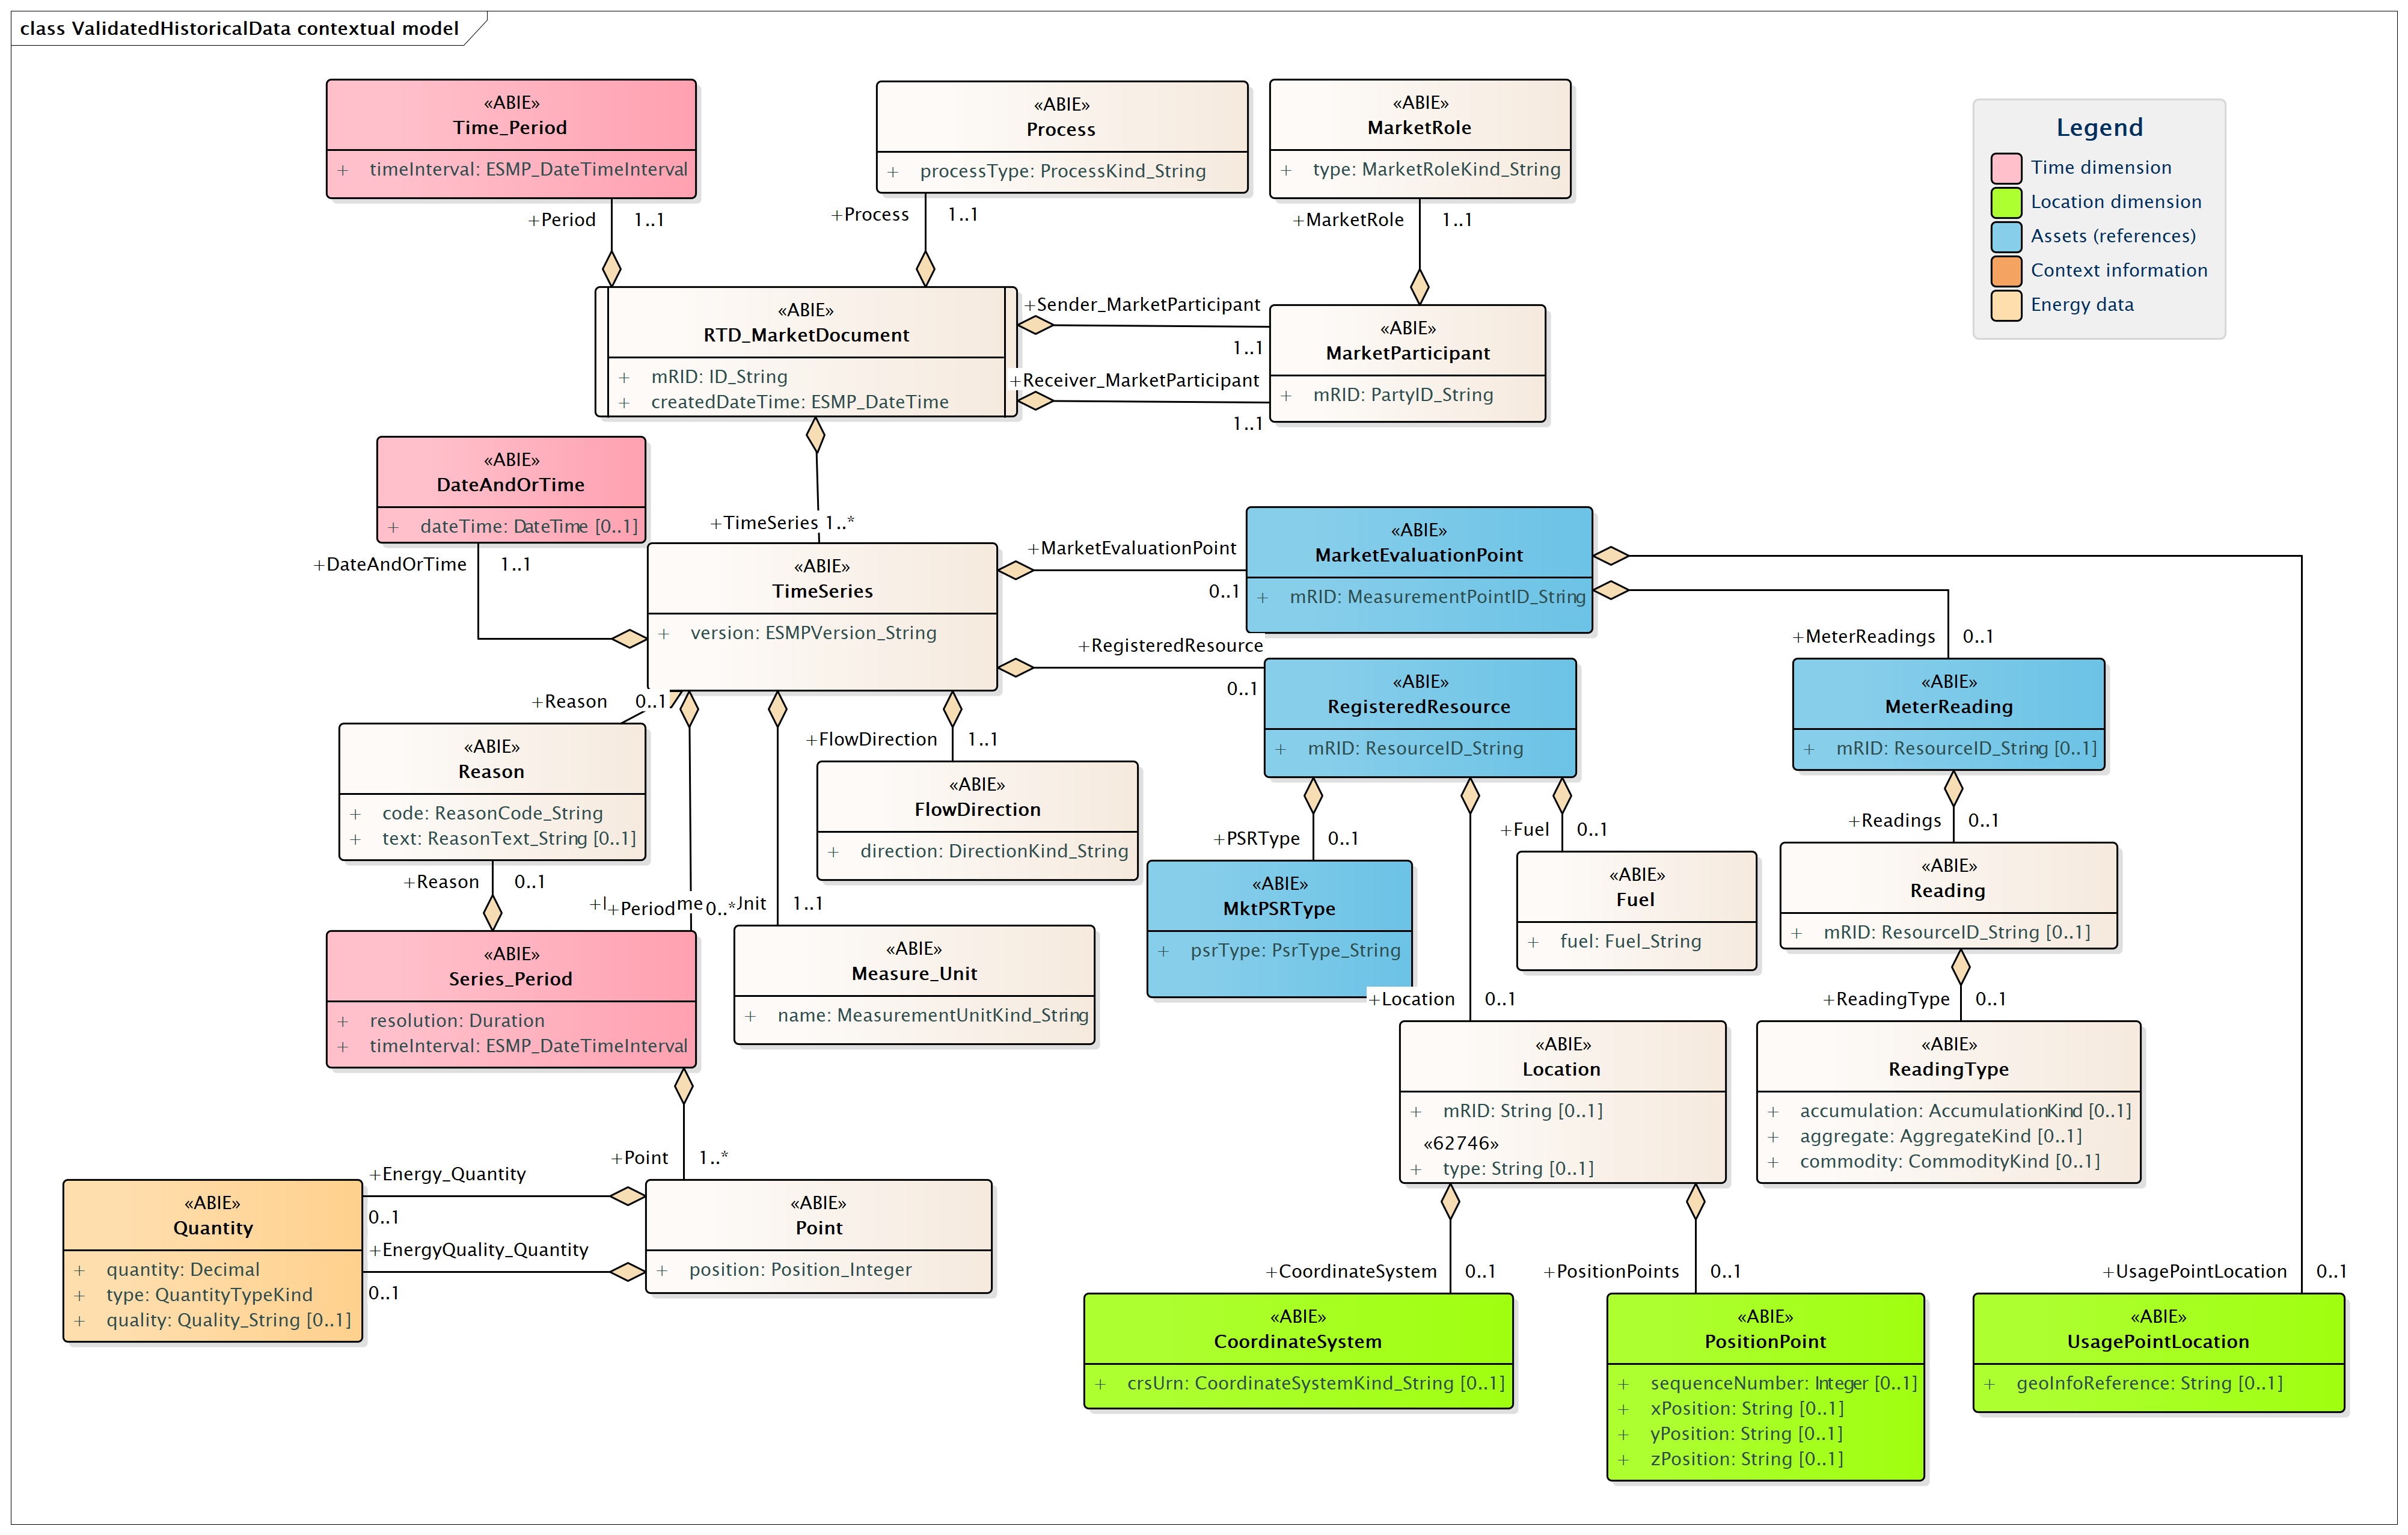 class ValidatedHistoricalData contextual model
«ABIE»
Time_Period
+ timeInterval: ESMP_DateTimeInterval
«ABIE»
Process
+ processType: ProcessKind_String
«ABIE»
MarketRole
+ type: MarketRoleKind_String
Legend
Time dimension
Location dimension
Assets (references)
Context information
Energy data
+Period 1..1
+Process 1..1
+MarketRole 1..1
«ABIE»
RTD_MarketDocument
+ mRID: ID_String
+ createdDateTime: ESMP_DateTime
+Sender_MarketParticipant
1..1
+Receiver_MarketParticipant
1..1
«ABIE»
MarketParticipant
+ mRID: PartyID_String
«ABIE»
DateAndOrTime
+ dateTime: DateTime [0..1]
+DateAndOrTime 1..1
+TimeSeries 1..*
«ABIE»
TimeSeries
+ version: ESMPVersion_String
+MarketEvaluationPoint
0..1
«ABIE»
MarketEvaluationPoint
+ mRID: MeasurementPointID_String
+RegisteredResource
0..1
«ABIE»
RegisteredResource
+ mRID: ResourceID_String
+MeterReadings 0..1
«ABIE»
MeterReading
+ mRID: ResourceID_String [0..1]
+Reason 0..1
«ABIE»
Reason
+ code: ReasonCode_String
+ text: ReasonText_String [0..1]
+FlowDirection 1..1
«ABIE»
FlowDirection
+ direction: DirectionKind_String
+PSRType 0..1
+Fuel 0..1
+Readings 0..1
«ABIE»
MktPSRType
+ psrType: PsrType_String
«ABIE»
Fuel
+ fuel: Fuel_String
«ABIE»
Reading
+ mRID: ResourceID_String [0..1]
+Reason 0..1
+Period 0..*
1..1
«ABIE»
Series_Period
+ resolution: Duration
+ timeInterval: ESMP_DateTimeInterval
«ABIE»
Measure_Unit
+ name: MeasurementUnitKind_String
+Location 0..1
+ReadingType 0..1
«ABIE»
Location
+ mRID: String [0..1]
«62746»
+ type: String [0..1]
«ABIE»
ReadingType
+ accumulation: AccumulationKind [0..1]
+ aggregate: AggregateKind [0..1]
+ commodity: CommodityKind [0..1]
+Point 1..*
+Energy_Quantity
0..1
+EnergyQuality_Quantity
0..1
«ABIE»
Quantity
+ quantity: Decimal
+ type: QuantityTypeKind
+ quality: Quality_String [0..1]
«ABIE»
Point
+ position: Position_Integer
+CoordinateSystem 0..1
+PositionPoints 0..1
+UsagePointLocation 0..1
«ABIE»
CoordinateSystem
+ crsUrn: CoordinateSystemKind_String [0..1]
«ABIE»
PositionPoint
+ sequenceNumber: Integer [0..1]
+ xPosition: String [0..1]
+ yPosition: String [0..1]
+ zPosition: String [0..1]
«ABIE»
UsagePointLocation
+ geoInfoReference: String [0..1]